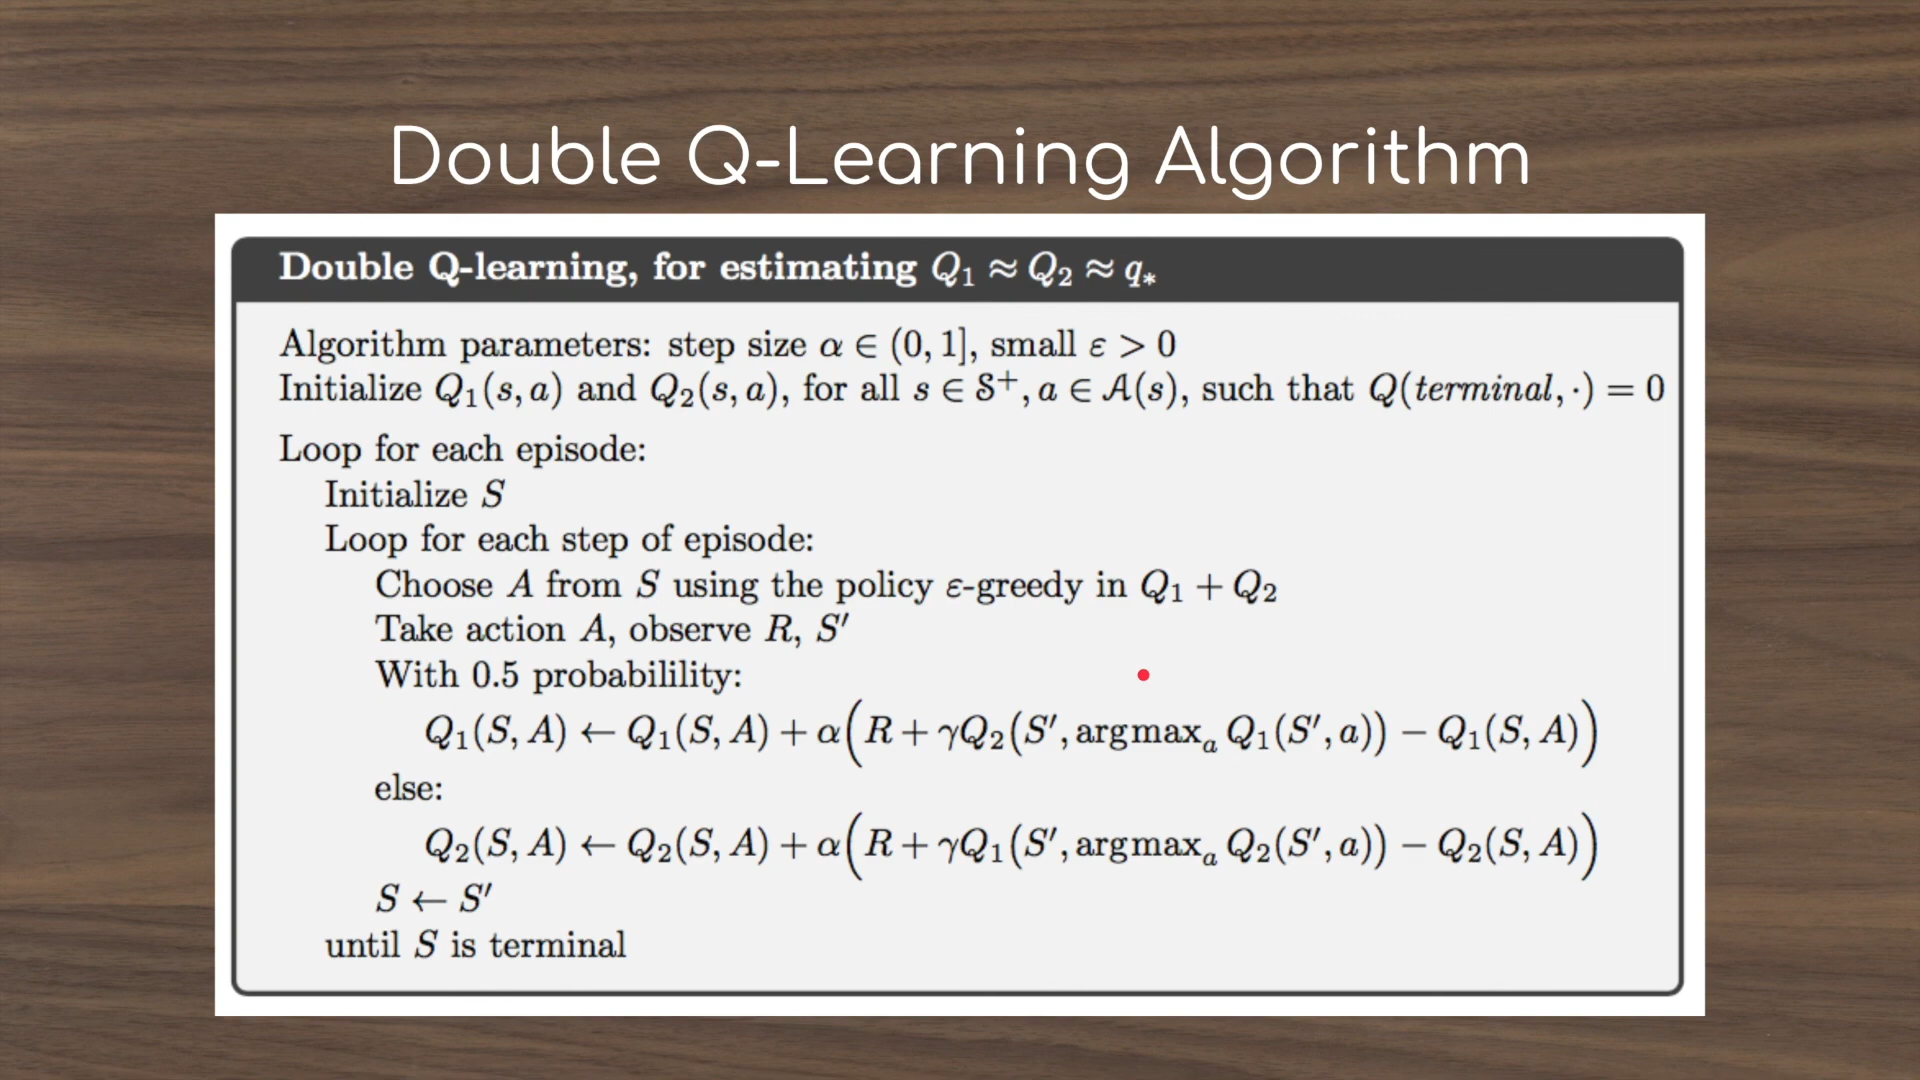 Double Q-Learning Algorithm
Double Q-learning, for estimating Q₁ ≈ Q₂ ≈ q∗
Algorithm parameters: step size α ∈ (0, 1], small ε > 0
Initialize Q₁(s, a) and Q₂(s, a), for all s ∈ 𝒮⁺, a ∈ 𝒜(s), such that Q(terminal, ·) = 0
Loop for each episode:
Initialize S
Loop for each step of episode:
Choose A from S using the policy ε-greedy in Q₁ + Q₂
Take action A, observe R, S′
With 0.5 probabilility:
Q₁(S, A) ← Q₁(S, A) + α(R + γQ₂(S′, argmaxₐ Q₁(S′, a)) − Q₁(S, A))
else:
Q₂(S, A) ← Q₂(S, A) + α(R + γQ₁(S′, argmaxₐ Q₂(S′, a)) − Q₂(S, A))
S ← S′
until S is terminal